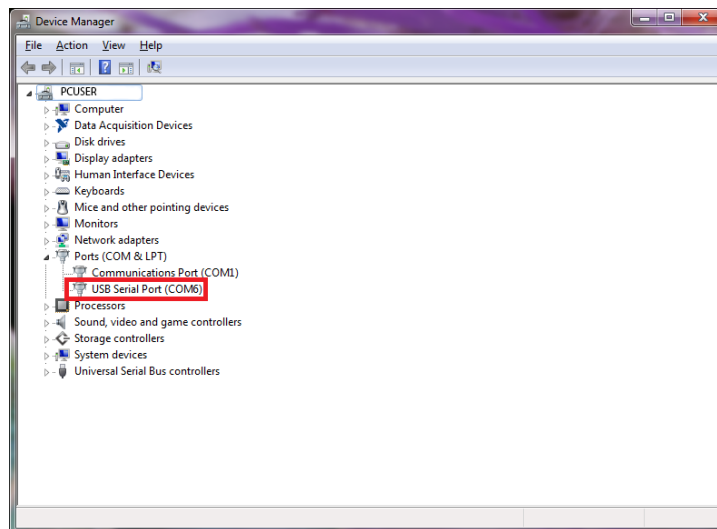 Device Manager
File Action View Help
PCUSER
Computer
Data Acquisition Devices
Disk drives
Display adapters
Human Interface Devices
Keyboards
Mice and other pointing devices
Monitors
Network adapters
Ports (COM & LPT)
Communications Port (COM1)
USB Serial Port (COM6)
Processors
Sound, video and game controllers
Storage controllers
System devices
Universal Serial Bus controllers